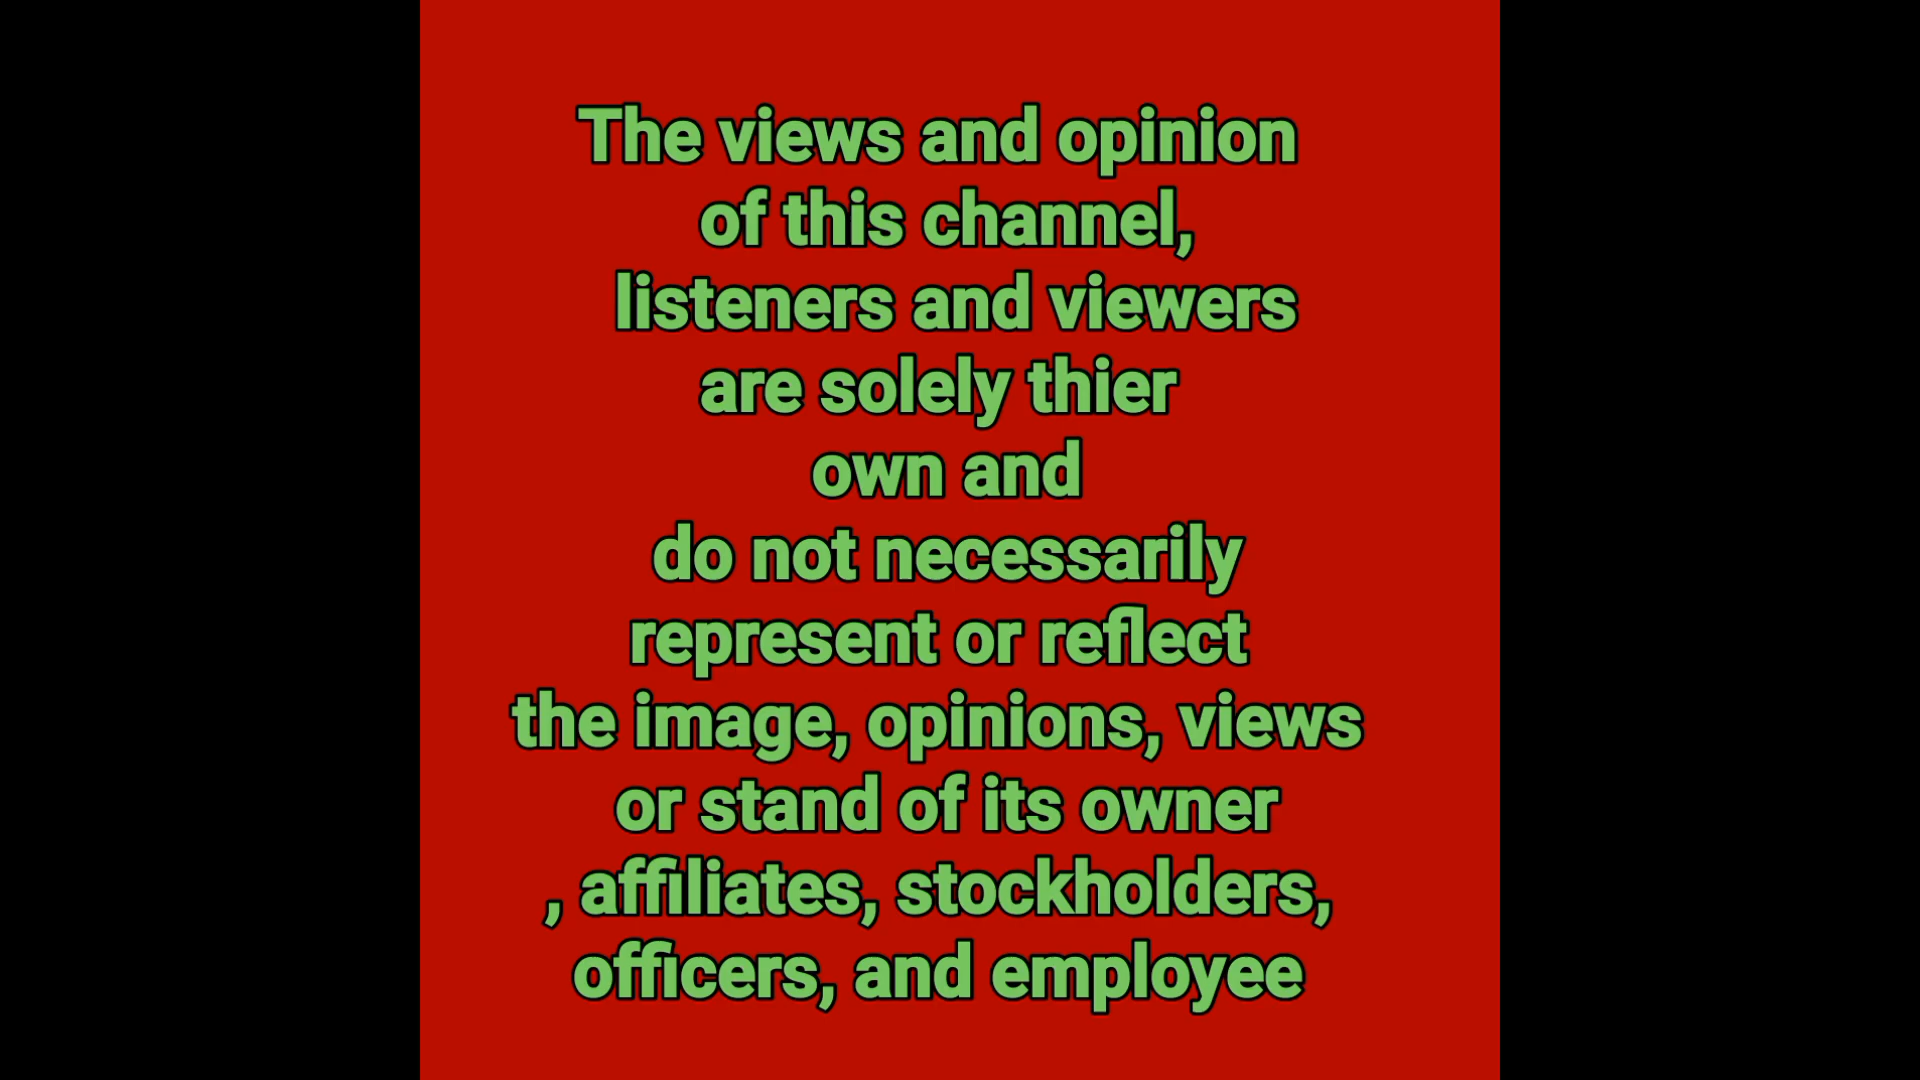 The views and opinion
of this channel,
listeners and viewers
are solely thier
own and
do not necessarily
represent or reflect
the image, opinions, views
or stand of its owner
, affiliates, stockholders,
officers, and employee